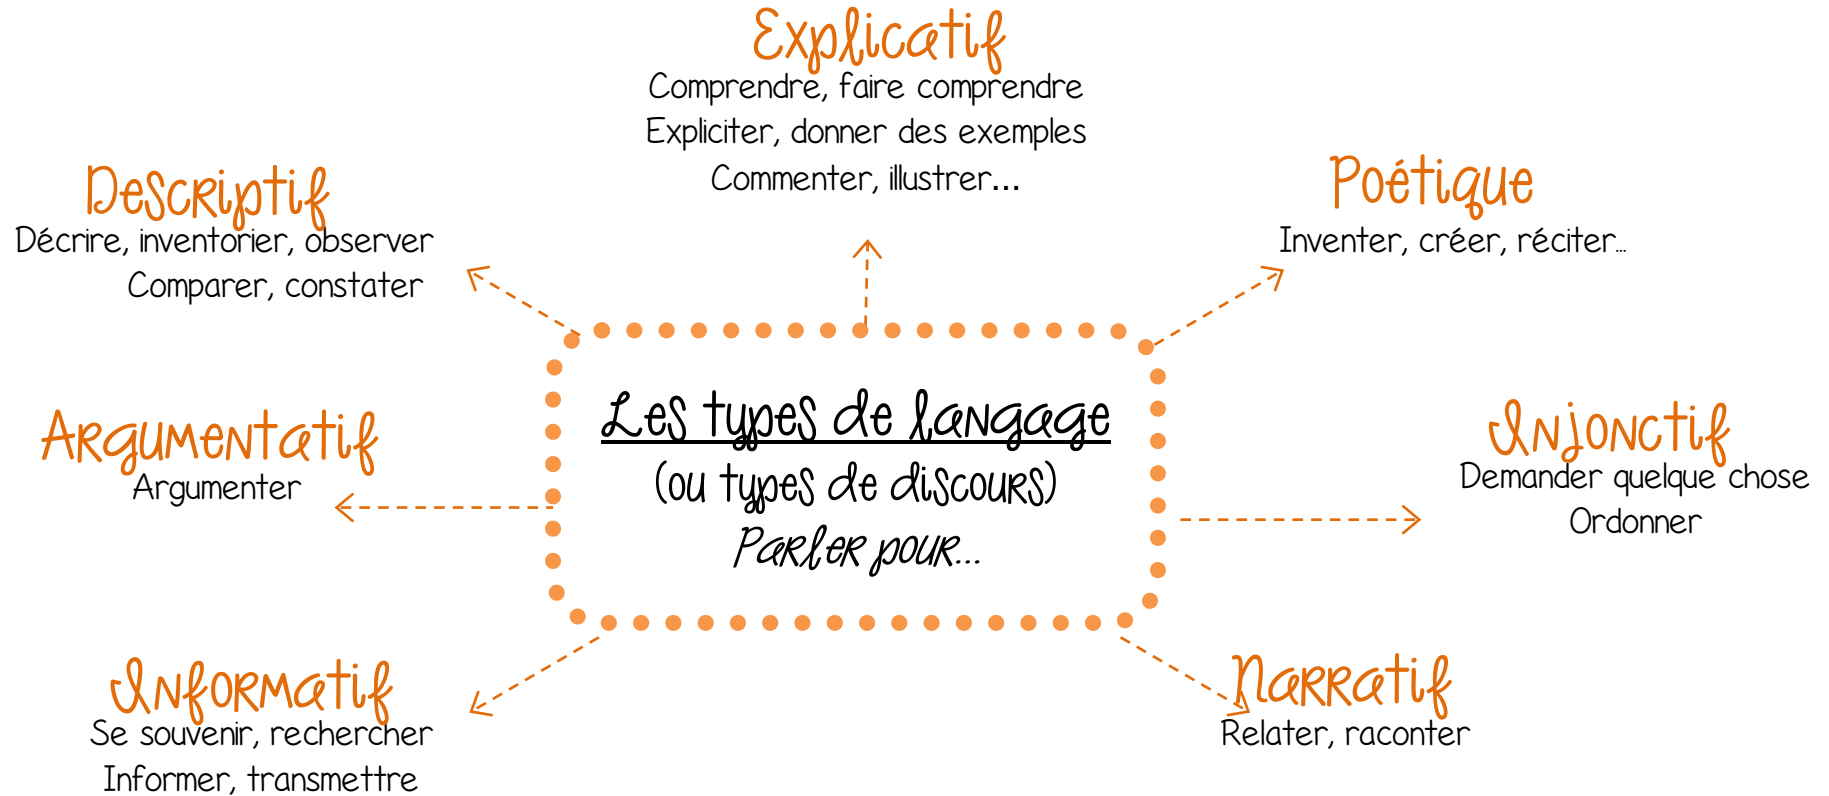 Explicatif
Comprendre, faire comprendre
Expliciter, donner des exemples
Commenter, illustrer...
Descriptif
Décrire, inventorier, observer
Comparer, constater
Poétique
Inventer, créer, réciter...
Les types de langage
(ou types de discours)
Parler pour...
Argumentatif
Argumenter
Injonctif
Demander quelque chose
Ordonner
Informatif
Se souvenir, rechercher
Informer, transmettre
Narratif
Relater, raconter